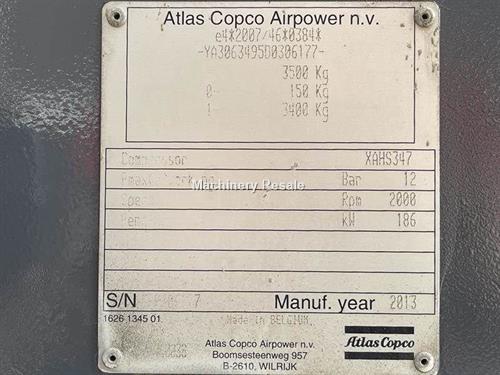 Atlas Copco Airpower n.v.
e4*2007/46*0384*
-YA3063495D0306177-
3500 Kg
0- 150 Kg
1- 3400 Kg
Compressor XAHS347
Bar 12
Machinery Resale
Rpm 2000
kW 186
S/N 7 Manuf. year 2013
1626 1345 01 Made in BELGIUM
Atlas Copco Airpower n.v.
Boomsesteenweg 957
B-2610, WILRIJK
Atlas Copco